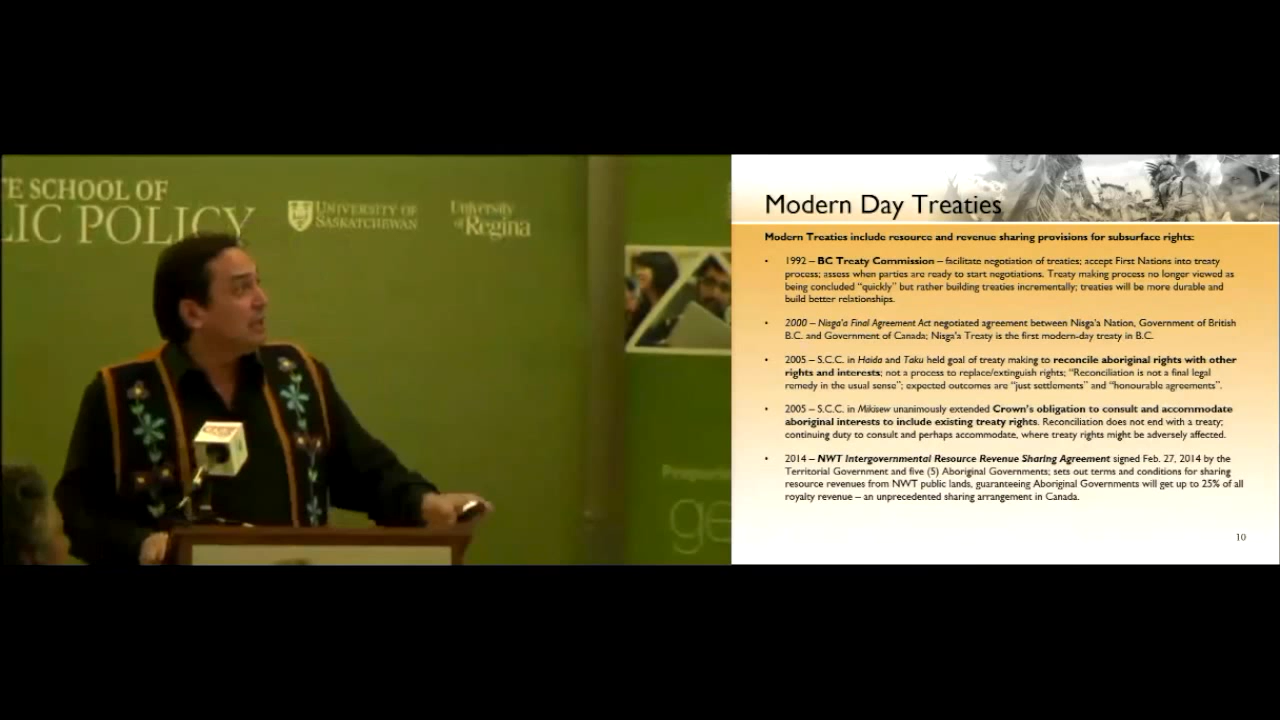 TE SCHOOL OF
LIC POLICY
UNIVERSITY OF
SASKATCHEWAN
University
of Regina
ge
Modern Day Treaties
Modern Treaties include resource and revenue sharing provisions for subsurface rights:
• 1992 – BC Treaty Commission – facilitate negotiation of treaties; accept First Nations into treaty
process; assess when parties are ready to start negotiations. Treaty making process no longer viewed as
being concluded “quickly” but rather building treaties incrementally; treaties will be more durable and
build better relationships.
• 2000 – Nisga'a Final Agreement Act negotiated agreement between Nisga'a Nation, Government of British
B.C. and Government of Canada; Nisga'a Treaty is the first modern-day treaty in B.C.
• 2005 – S.C.C. in Haida and Taku held goal of treaty making to reconcile aboriginal rights with other
rights and interests; not a process to replace/extinguish rights; “Reconciliation is not a final legal
remedy in the usual sense”; expected outcomes are “just settlements” and “honourable agreements”.
• 2005 – S.C.C. in Mikisew unanimously extended Crown's obligation to consult and accommodate
aboriginal interests to include existing treaty rights. Reconciliation does not end with a treaty;
continuing duty to consult and perhaps accommodate, where treaty rights might be adversely affected.
• 2014 – NWT Intergovernmental Resource Revenue Sharing Agreement signed Feb. 27, 2014 by the
Territorial Government and five (5) Aboriginal Governments; sets out terms and conditions for sharing
resource revenues from NWT public lands, guaranteeing Aboriginal Governments will get up to 25% of all
royalty revenue – an unprecedented sharing arrangement in Canada.
10